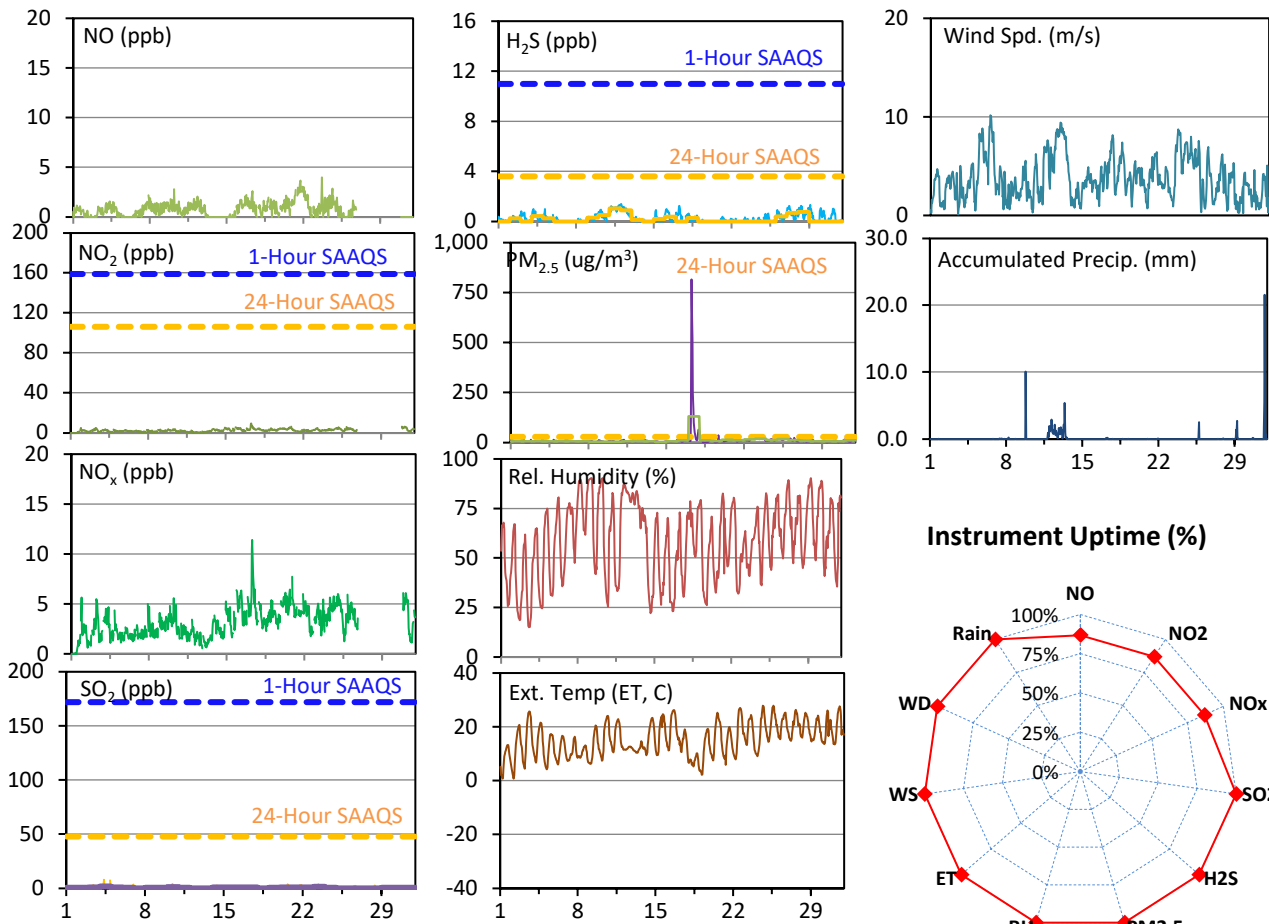 NO (ppb)
20
15
10
5
0
NO₂ (ppb)
1-Hour SAAQS
24-Hour SAAQS
200
160
120
80
40
0
NOₓ (ppb)
20
15
10
5
0
SO₂ (ppb)
1-Hour SAAQS
24-Hour SAAQS
200
150
100
50
0
1 8 15 22 29
H₂S (ppb)
1-Hour SAAQS
24-Hour SAAQS
16
12
8
4
0
PM₂.₅ (ug/m³)
24-Hour SAAQS
1,000
750
500
250
0
Rel. Humidity (%)
100
75
50
25
0
Ext. Temp (ET, C)
40
20
0
-20
-40
1 8 15 22 29
Wind Spd. (m/s)
20
10
0
Accumulated Precip. (mm)
30.0
20.0
10.0
0.0
1 8 15 22 29
Instrument Uptime (%)
NO
100%
75%
50%
25%
0%
Rain
NO2
WD
NOx
WS
SO2
ET
H2S